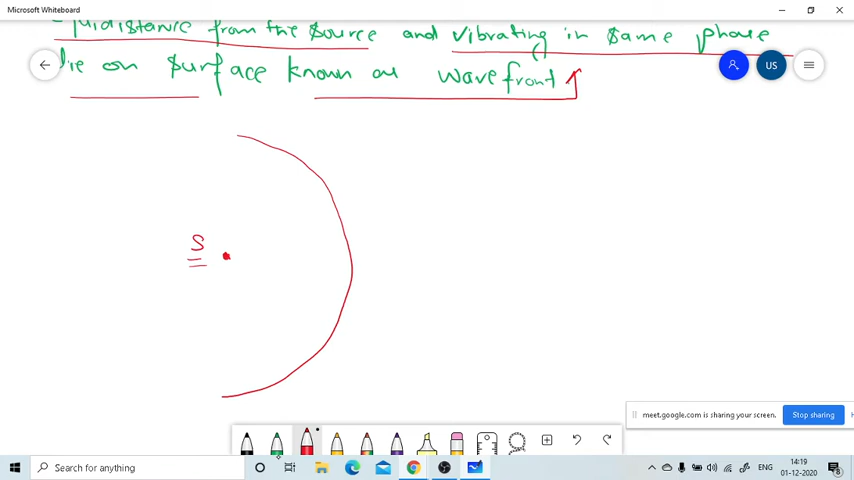 Microsoft Whiteboard
equidistance from the source and vibrating in same phase
lie on surface known as wavefront
US
S
meet.google.com is sharing your screen.
Stop sharing
Search for anything
ENG
14:19
01-12-2020